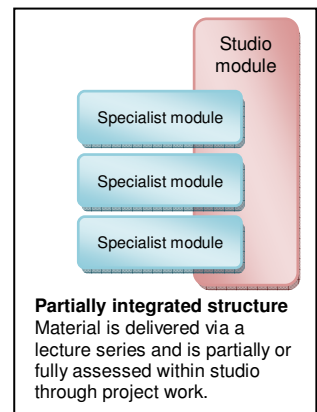 Studio
module
Specialist module
Specialist module
Specialist module
Partially integrated structure
Material is delivered via a
lecture series and is partially or
fully assessed within studio
through project work.